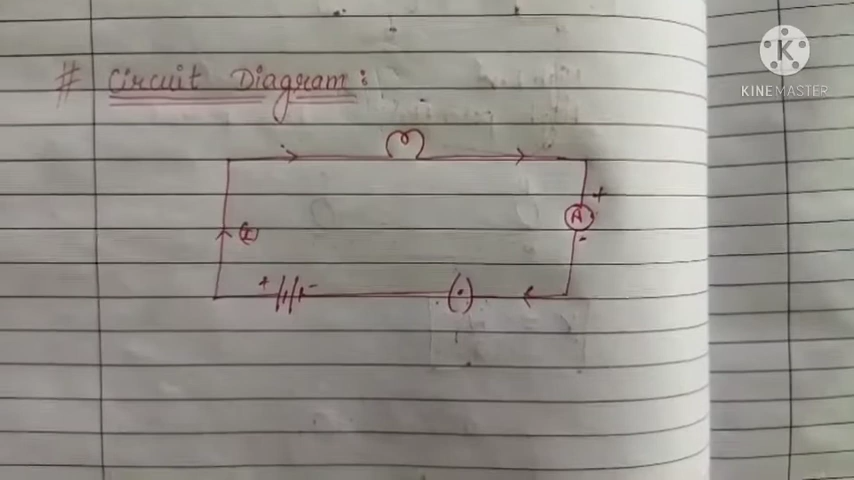 # Circuit Diagram:
K
KINEMASTER
+
A
-
I
+ -
(•)